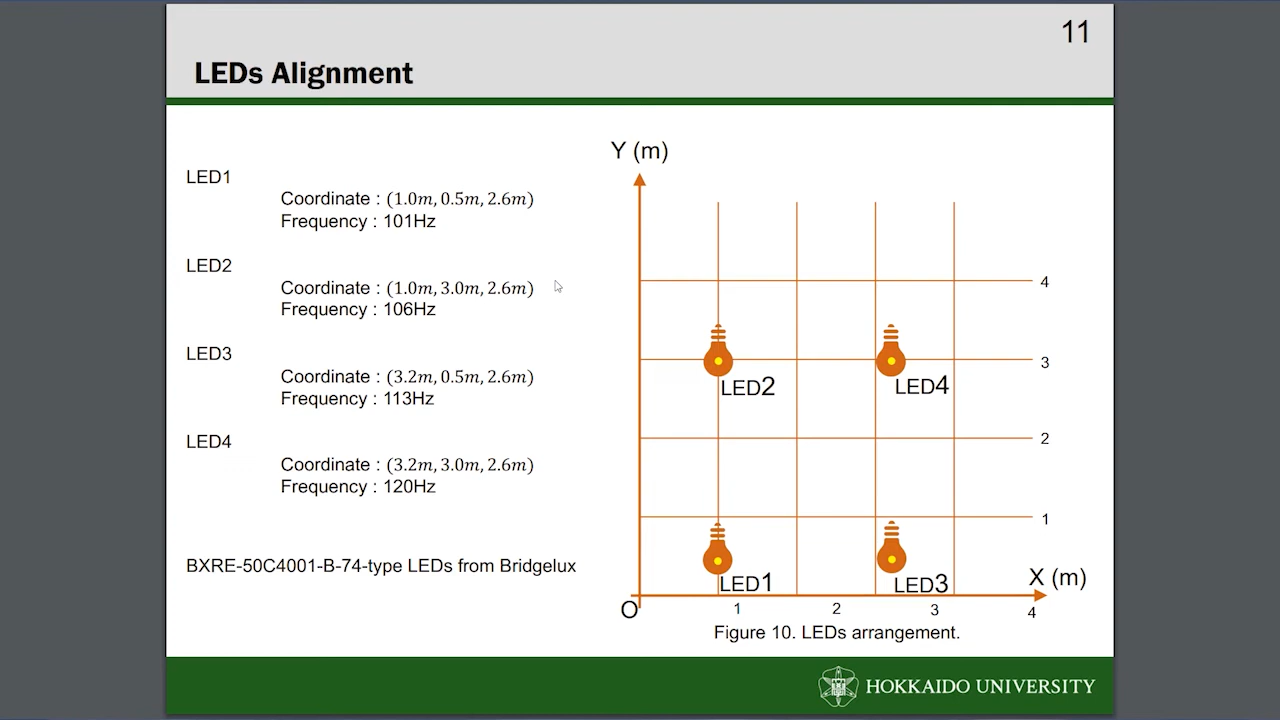 11
LEDs Alignment
LED1
Coordinate : (1.0m, 0.5m, 2.6m)
Frequency : 101Hz
LED2
Coordinate : (1.0m, 3.0m, 2.6m)
Frequency : 106Hz
LED3
Coordinate : (3.2m, 0.5m, 2.6m)
Frequency : 113Hz
LED4
Coordinate : (3.2m, 3.0m, 2.6m)
Frequency : 120Hz
BXRE-50C4001-B-74-type LEDs from Bridgelux
Y (m)
4
3
LED2
LED4
2
1
LED1
LED3
X (m)
O
1
2
3
4
Figure 10. LEDs arrangement.
HOKKAIDO UNIVERSITY